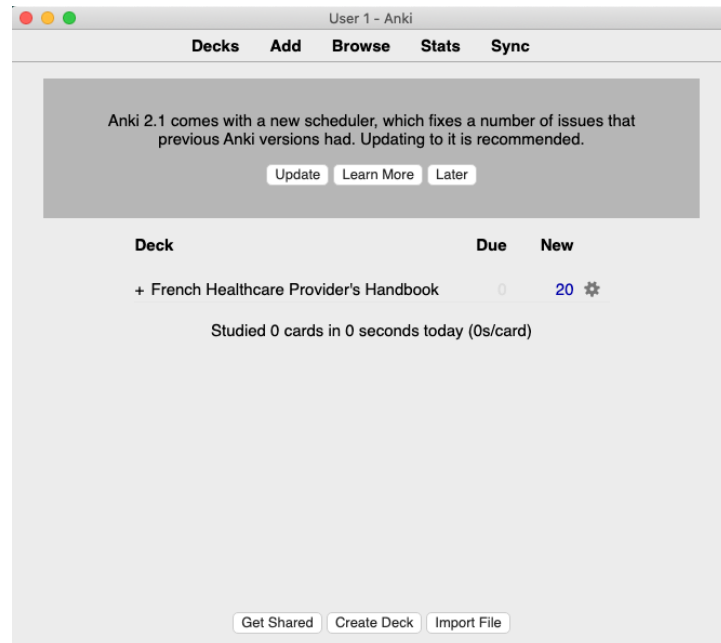 User 1 - Anki
Decks Add Browse Stats Sync
Anki 2.1 comes with a new scheduler, which fixes a number of issues that
previous Anki versions had. Updating to it is recommended.
Update Learn More Later
Deck Due New
+ French Healthcare Provider's Handbook 0 20
Studied 0 cards in 0 seconds today (0s/card)
Get Shared Create Deck Import File